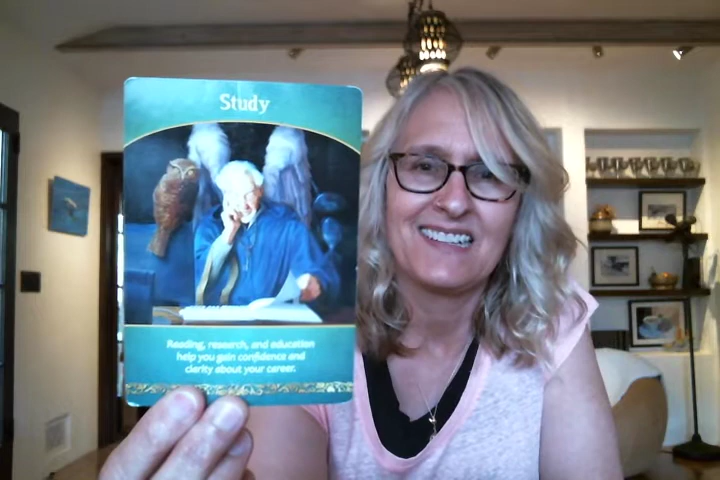 Study
Reading, research, and education
help you gain confidence and
clarity about your career.